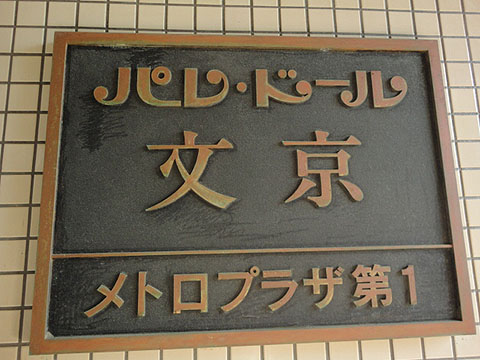 パレ・ドール
文京
メトロプラザ第1